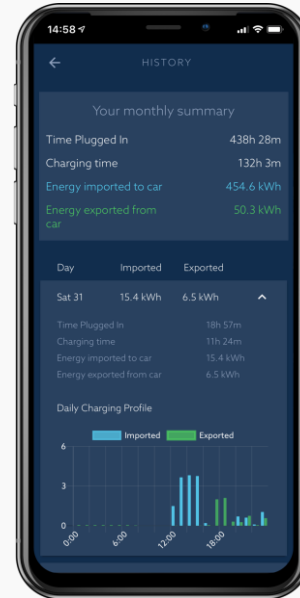 14:58
HISTORY
Your monthly summary
Time Plugged In 438h 28m
Charging time 132h 3m
Energy imported to car 454.6 kWh
Energy exported from 50.3 kWh
car
Day Imported Exported
Sat 31 15.4 kWh 6.5 kWh
Time Plugged In 18h 57m
Charging time 11h 24m
Energy imported to car 15.4 kWh
Energy exported from car 6.5 kWh
Daily Charging Profile
Imported Exported
6
3
0
0:00 6:00 12:00 18:00